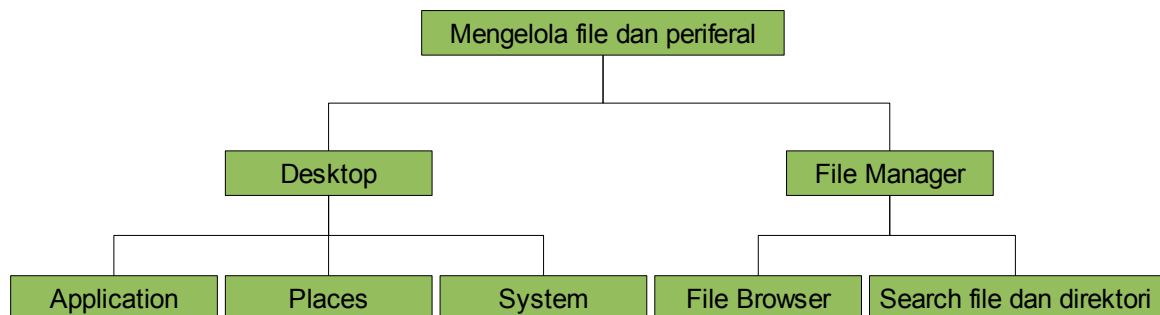 Mengelola file dan periferal
Desktop
File Manager
Application
Places
System
File Browser
Search file dan direktori